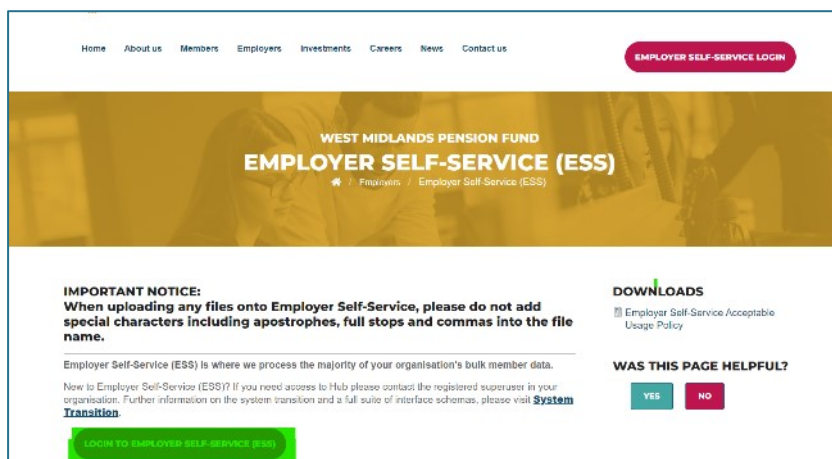 Home About us Members Employers Investments Careers News Contact us
EMPLOYER SELF-SERVICE LOGIN
WEST MIDLANDS PENSION FUND
EMPLOYER SELF-SERVICE (ESS)
/ Employers / Employer Self-Service (ESS)
IMPORTANT NOTICE:
When uploading any files onto Employer Self-Service, please do not add
special characters including apostrophes, full stops and commas into the file
name.
Employer Self-Service (ESS) is where we process the majority of your organisation's bulk member data.
New to Employer Self-Service (ESS)? If you need access to Hub please contact the registered superuser in your
organisation. Further information on the system transition and a full suite of interface schemas, please visit System
Transition.
LOGIN TO EMPLOYER SELF-SERVICE (ESS)
DOWNLOADS
Employer Self-Service Acceptable
Usage Policy
WAS THIS PAGE HELPFUL?
YES NO